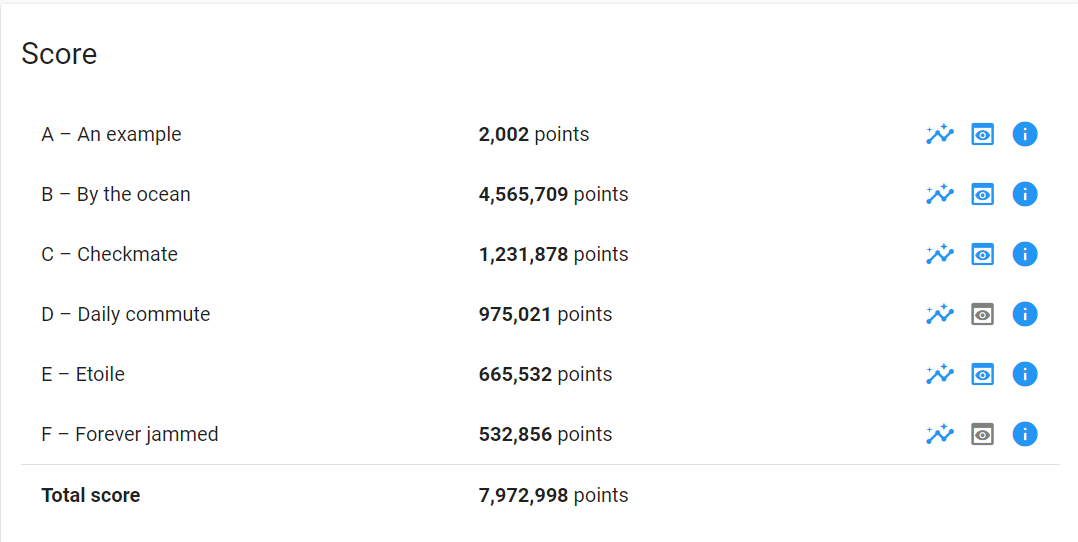 Score
A – An example 2,002 points
B – By the ocean 4,565,709 points
C – Checkmate 1,231,878 points
D – Daily commute 975,021 points
E – Etoile 665,532 points
F – Forever jammed 532,856 points
Total score 7,972,998 points